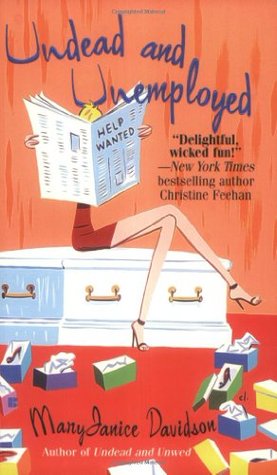 Undead and
Unemployed
HELP
WANTED
"Delightful,
wicked fun!"
—New York Times
bestselling author
Christine Feehan
MaryJanice Davidson
Author of Undead and Unwed